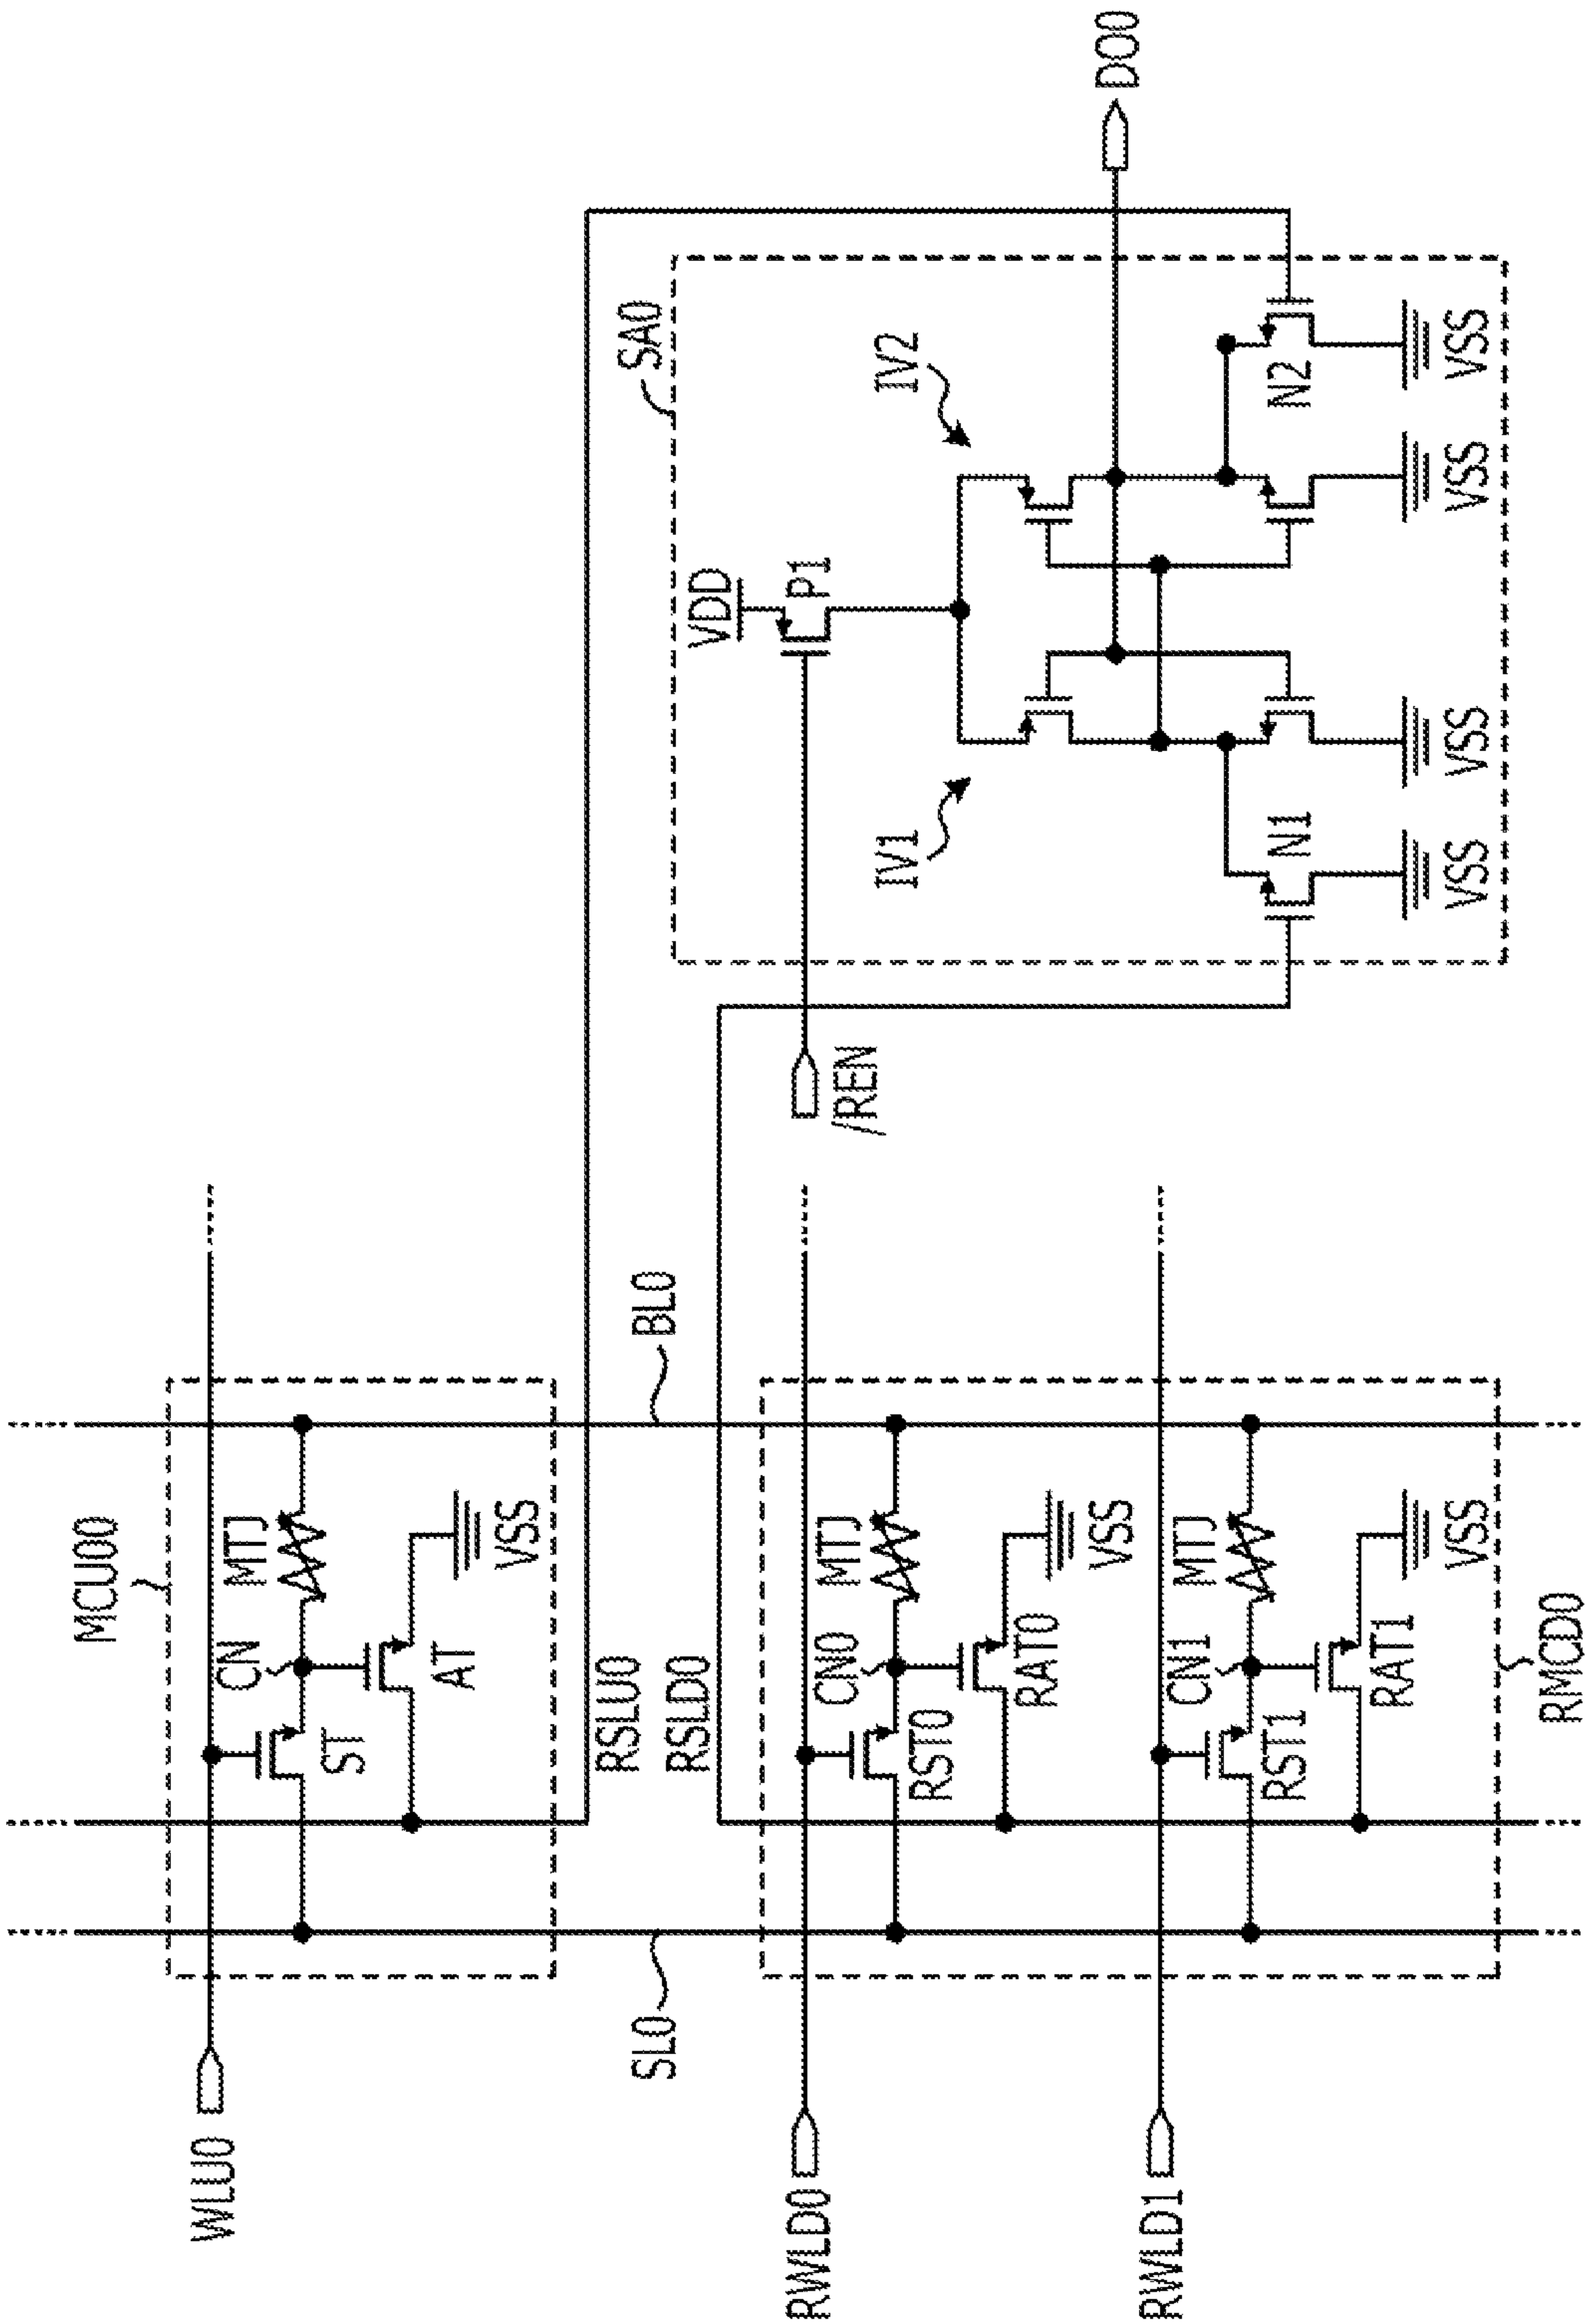 MCU00
WLU0
MTJ
CN
ST
AT
VSS
RSLU0
RSLD0
BL0
SL0
RWLD0
MTJ
CN0
RST0
RAT0
VSS
RWLD1
MTJ
CN1
RST1
RAT1
VSS
RMCD0
/REN
SA0
VDD
P1
IV1
IV2
N1
N2
VSS
VSS
VSS
VSS
DO0